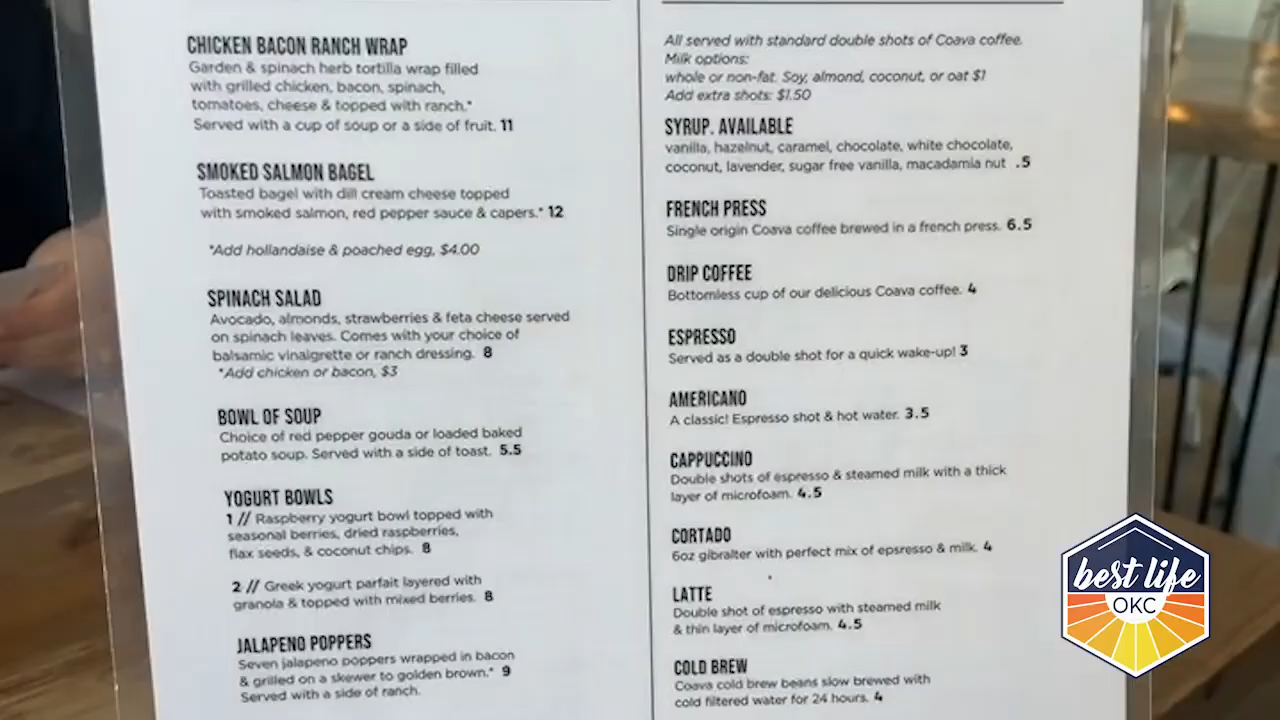 CHICKEN BACON RANCH WRAP
Garden & spinach herb tortilla wrap filled
with grilled chicken, bacon, spinach,
tomatoes, cheese & topped with ranch.*
Served with a cup of soup or a side of fruit. 11
SMOKED SALMON BAGEL
Toasted bagel with dill cream cheese topped
with smoked salmon, red pepper sauce & capers.* 12
*Add hollandaise & poached egg, $4.00
SPINACH SALAD
Avocado, almonds, strawberries & feta cheese served
on spinach leaves. Comes with your choice of
balsamic vinaigrette or ranch dressing. 8
*Add chicken or bacon, $3
BOWL OF SOUP
Choice of red pepper gouda or loaded baked
potato soup. Served with a side of toast. 5.5
YOGURT BOWLS
1 // Raspberry yogurt bowl topped with
seasonal berries, dried raspberries,
flax seeds, & coconut chips. 8
2 // Greek yogurt parfait layered with
granola & topped with mixed berries. 8
JALAPENO POPPERS
Seven jalapeno poppers wrapped in bacon
& grilled on a skewer to golden brown.* 9
Served with a side of ranch.
All served with standard double shots of Coava coffee.
Milk options:
whole or non-fat. Soy, almond, coconut, or oat $1
Add extra shots: $1.50
SYRUP. AVAILABLE
vanilla, hazelnut, caramel, chocolate, white chocolate,
coconut, lavender, sugar free vanilla, macadamia nut .5
FRENCH PRESS
Single origin Coava coffee brewed in a french press. 6.5
DRIP COFFEE
Bottomless cup of our delicious Coava coffee. 4
ESPRESSO
Served as a double shot for a quick wake-up! 3
AMERICANO
A classic! Espresso shot & hot water. 3.5
CAPPUCCINO
Double shots of espresso & steamed milk with a thick
layer of microfoam. 4.5
CORTADO
6oz gibralter with perfect mix of epsresso & milk. 4
LATTE
Double shot of espresso with steamed milk
& thin layer of microfoam. 4.5
COLD BREW
Coava cold brew beans slow brewed with
cold filtered water for 24 hours. 4
best life
OKC